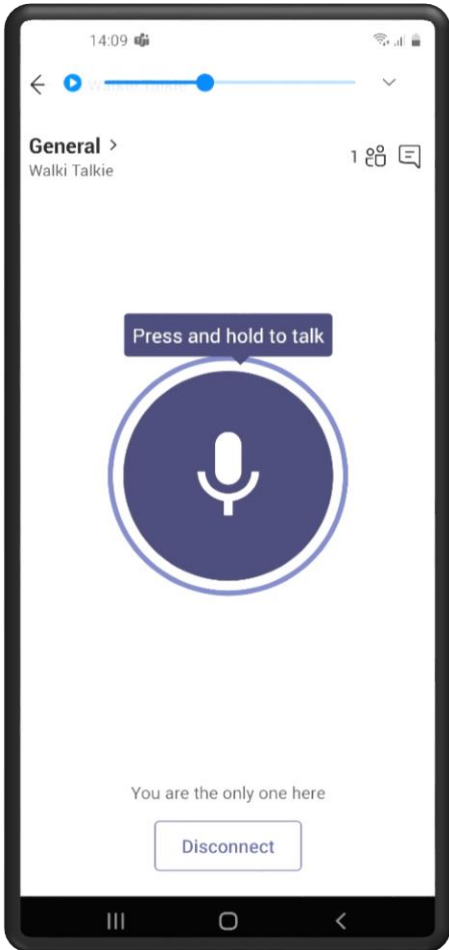 14:09
General >
Walki Talkie
1
Press and hold to talk
You are the only one here
Disconnect